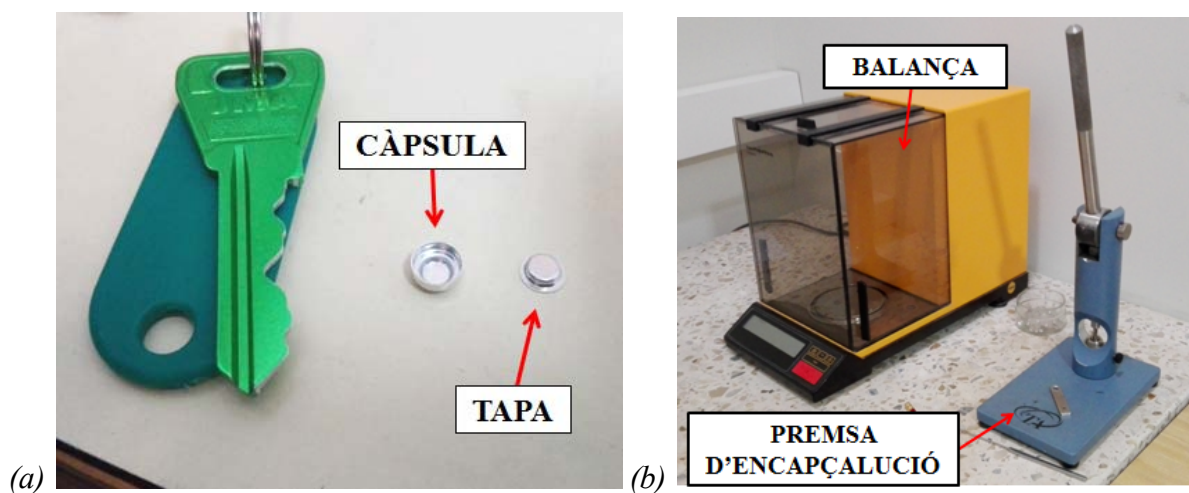 CÀPSULA
TAPA
(a)
BALANÇA
PREMSA
D'ENCAPÇALUCIÓ
(b)